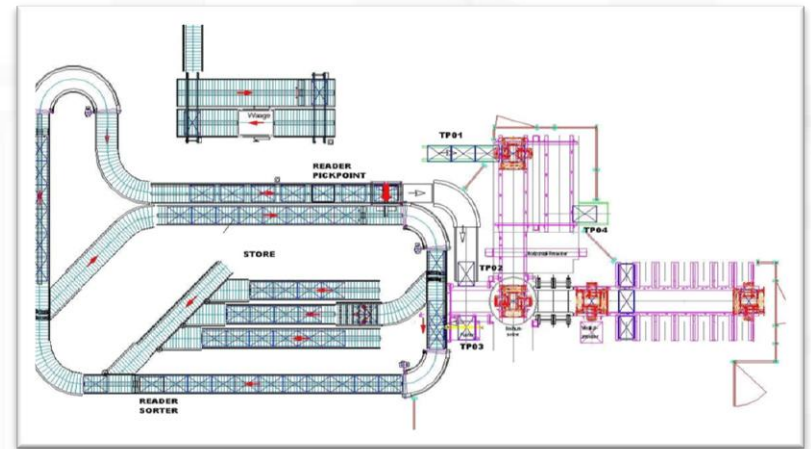 Waage
TP01
READER
PICKPOINT
TP04
STORE
TP02
TP03
READER
SORTER